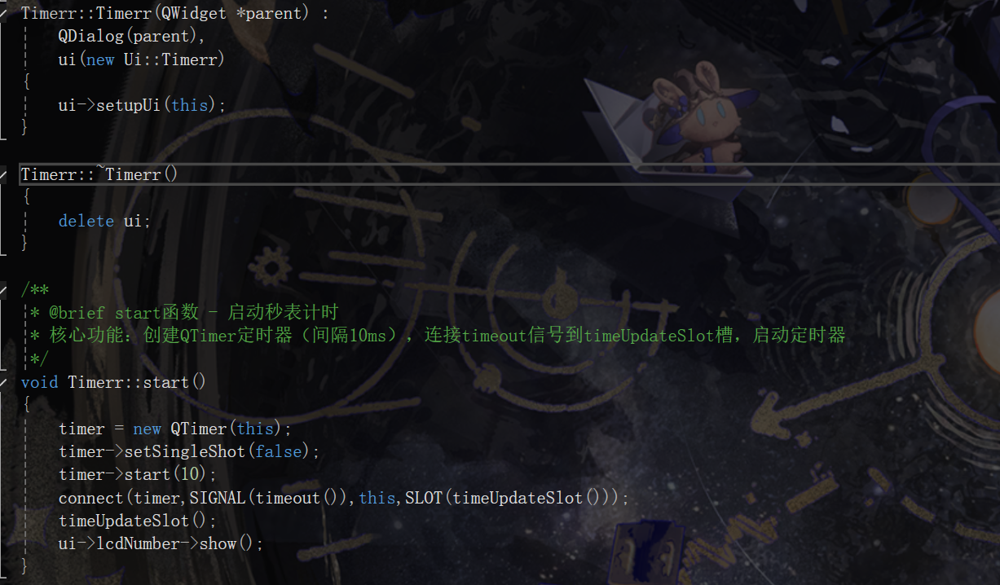 Timerr::Timerr(QWidget *parent) :
    QDialog(parent),
    ui(new Ui::Timerr)
{
    ui->setupUi(this);
}
Timerr::~Timerr()
{
    delete ui;
}
/**
* @brief start函数 - 启动秒表计时
* 核心功能：创建QTimer定时器（间隔10ms），连接timeout信号到timeUpdateSlot槽，启动定时器
*/
void Timerr::start()
{
    timer = new QTimer(this);
    timer->setSingleShot(false);
    timer->start(10);
    connect(timer,SIGNAL(timeout()),this,SLOT(timeUpdateSlot()));
    timeUpdateSlot();
    ui->lcdNumber->show();
}